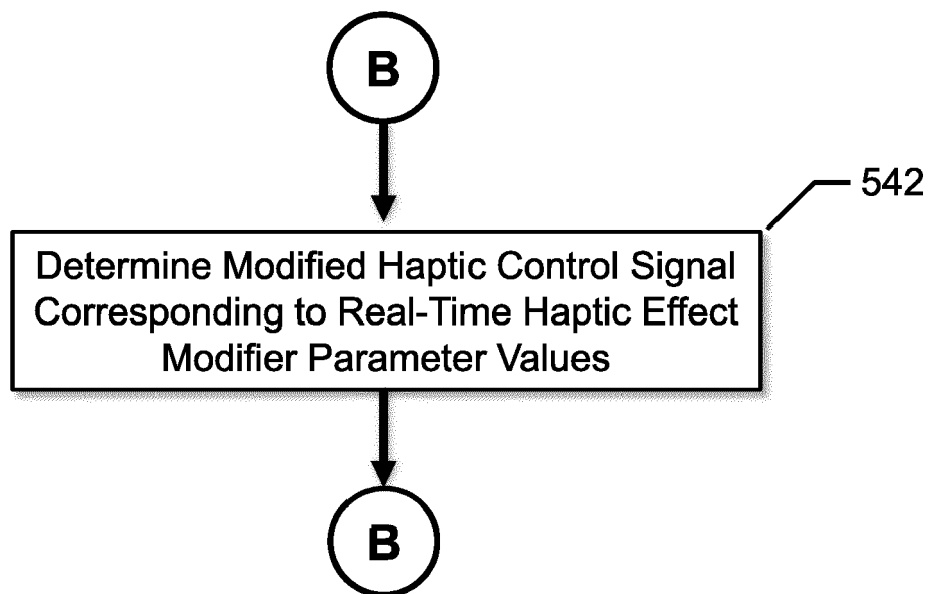 B
542
Determine Modified Haptic Control Signal
Corresponding to Real-Time Haptic Effect
Modifier Parameter Values
B